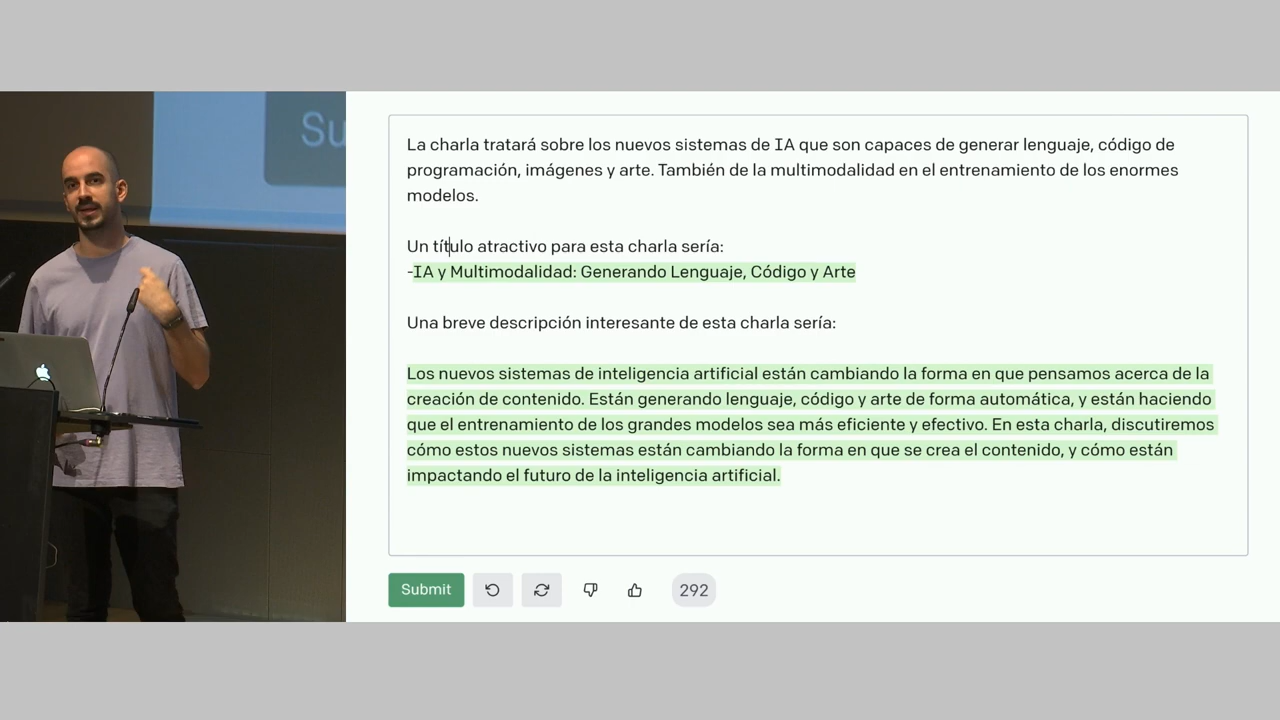 Su
La charla tratará sobre los nuevos sistemas de IA que son capaces de generar lenguaje, código de
programación, imágenes y arte. También de la multimodalidad en el entrenamiento de los enormes
modelos.
Un título atractivo para esta charla sería:
-IA y Multimodalidad: Generando Lenguaje, Código y Arte
Una breve descripción interesante de esta charla sería:
Los nuevos sistemas de inteligencia artificial están cambiando la forma en que pensamos acerca de la
creación de contenido. Están generando lenguaje, código y arte de forma automática, y están haciendo
que el entrenamiento de los grandes modelos sea más eficiente y efectivo. En esta charla, discutiremos
cómo estos nuevos sistemas están cambiando la forma en que se crea el contenido, y cómo están
impactando el futuro de la inteligencia artificial.
Submit
292